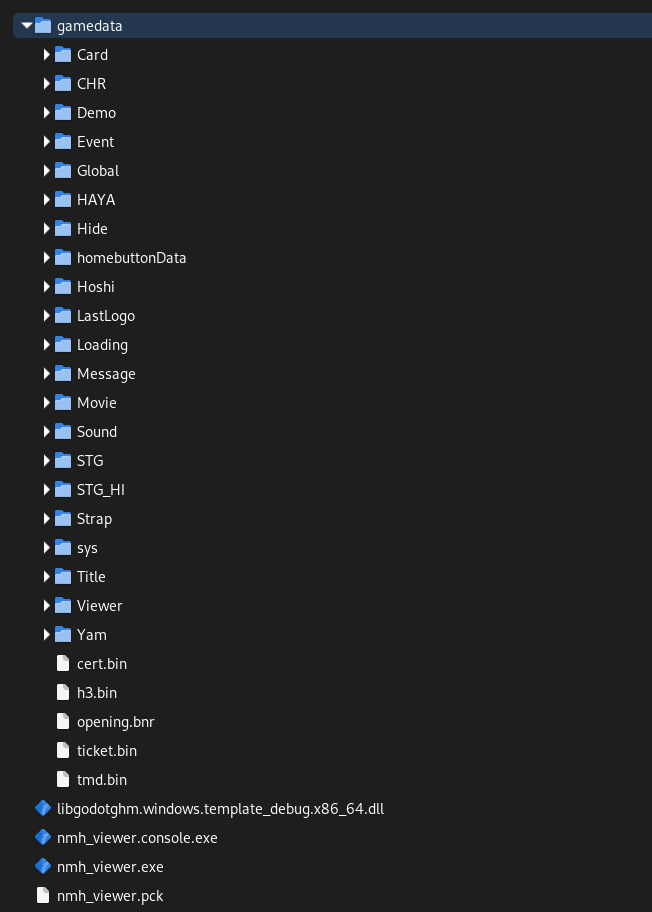 gamedata
Card
CHR
Demo
Event
Global
HAYA
Hide
homebuttonData
Hoshi
LastLogo
Loading
Message
Movie
Sound
STG
STG_HI
Strap
sys
Title
Viewer
Yam
cert.bin
h3.bin
opening.bnr
ticket.bin
tmd.bin
libgodotghm.windows.template_debug.x86_64.dll
nmh_viewer.console.exe
nmh_viewer.exe
nmh_viewer.pck